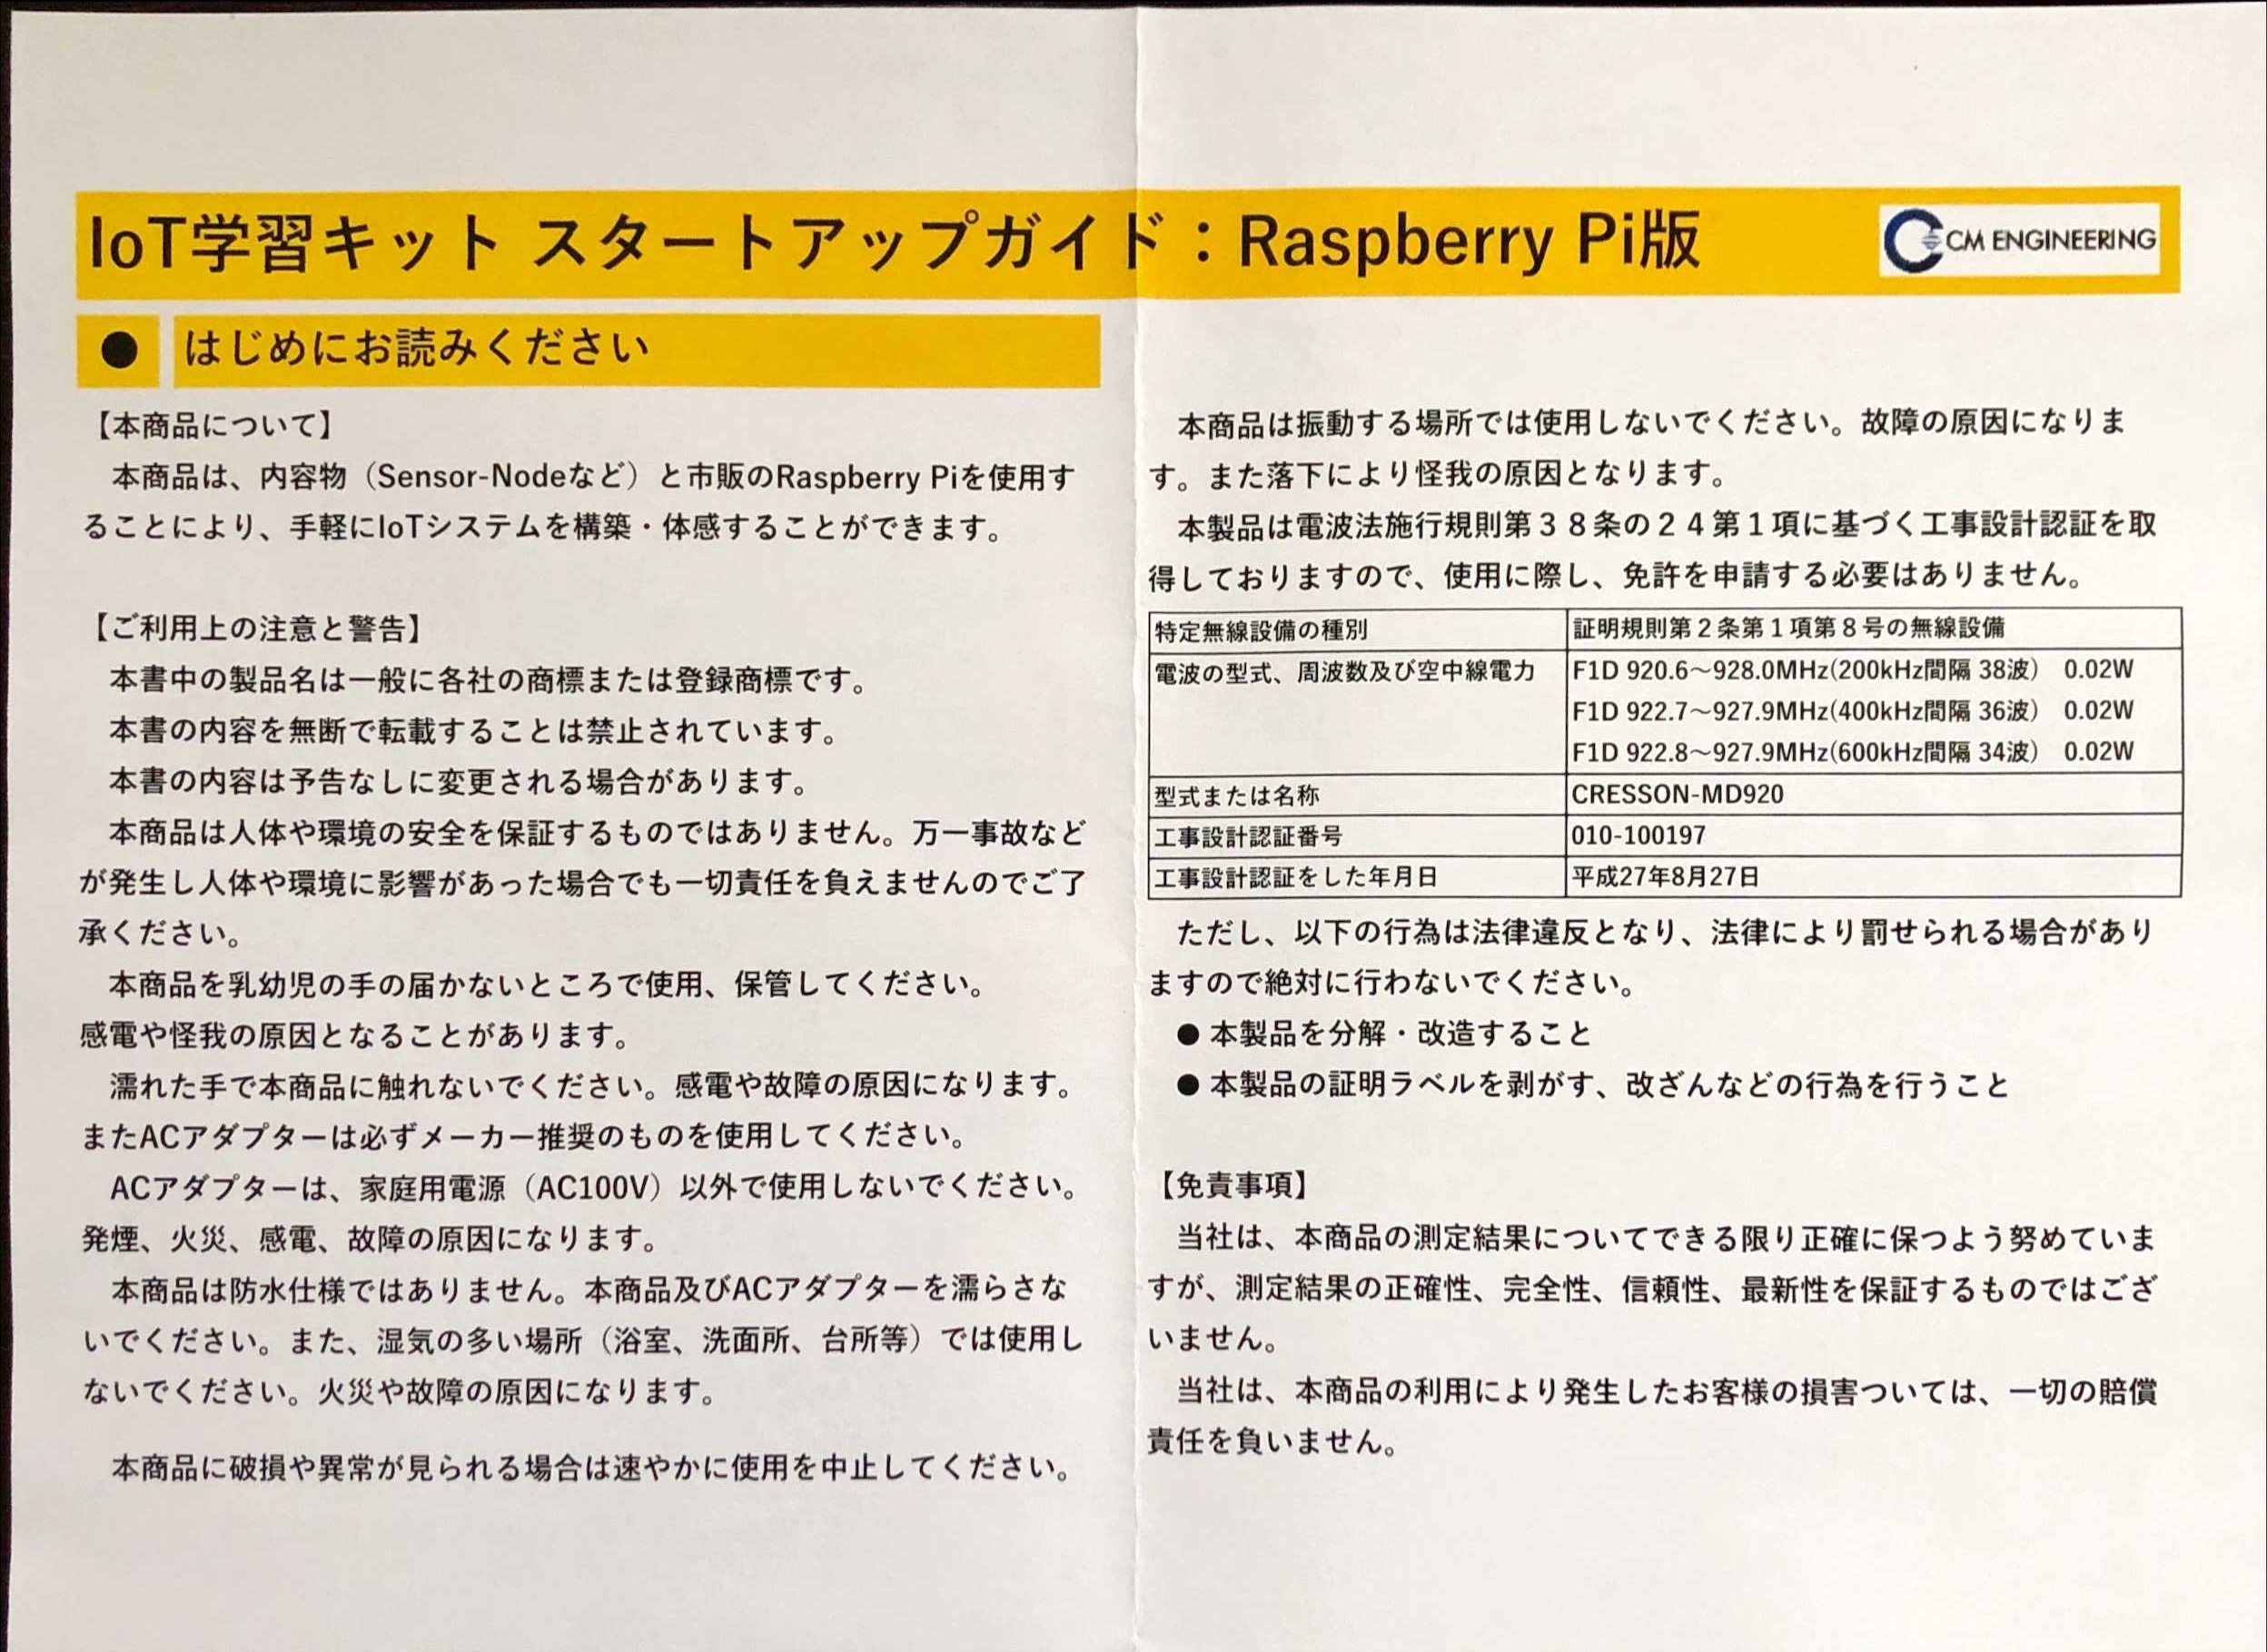 IoT学習キット スタートアップガイド：Raspberry Pi版
CM ENGINEERING
● はじめにお読みください
【本商品について】
本商品は、内容物（Sensor-Nodeなど）と市販のRaspberry Piを使用す
ることにより、手軽にIoTシステムを構築・体感することができます。
【ご利用上の注意と警告】
本書中の製品名は一般に各社の商標または登録商標です。
本書の内容を無断で転載することは禁止されています。
本書の内容は予告なしに変更される場合があります。
本商品は人体や環境の安全を保証するものではありません。万一事故など
が発生し人体や環境に影響があった場合でも一切責任を負えませんのでご了
承ください。
本商品を乳幼児の手の届かないところで使用、保管してください。
感電や怪我の原因となることがあります。
濡れた手で本商品に触れないでください。感電や故障の原因になります。
またACアダプターは必ずメーカー推奨のものを使用してください。
ACアダプターは、家庭用電源（AC100V）以外で使用しないでください。
発煙、火災、感電、故障の原因になります。
本商品は防水仕様ではありません。本商品及びACアダプターを濡らさな
いでください。また、湿気の多い場所（浴室、洗面所、台所等）では使用し
ないでください。火災や故障の原因になります。
本商品に破損や異常が見られる場合は速やかに使用を中止してください。
本商品は振動する場所では使用しないでください。故障の原因になりま
す。また落下により怪我の原因となります。
本製品は電波法施行規則第３８条の２４第１項に基づく工事設計認証を取
得しておりますので、使用に際し、免許を申請する必要はありません。
特定無線設備の種別 証明規則第２条第１項第８号の無線設備
電波の型式、周波数及び空中線電力 F1D 920.6～928.0MHz(200kHz間隔 38波） 0.02W
F1D 922.7～927.9MHz(400kHz間隔 36波） 0.02W
F1D 922.8～927.9MHz(600kHz間隔 34波） 0.02W
型式または名称 CRESSON-MD920
工事設計認証番号 010-100197
工事設計認証をした年月日 平成27年8月27日
ただし、以下の行為は法律違反となり、法律により罰せられる場合があり
ますので絶対に行わないでください。
● 本製品を分解・改造すること
● 本製品の証明ラベルを剥がす、改ざんなどの行為を行うこと
【免責事項】
当社は、本商品の測定結果についてできる限り正確に保つよう努めていま
すが、測定結果の正確性、完全性、信頼性、最新性を保証するものではござ
いません。
当社は、本商品の利用により発生したお客様の損害ついては、一切の賠償
責任を負いません。